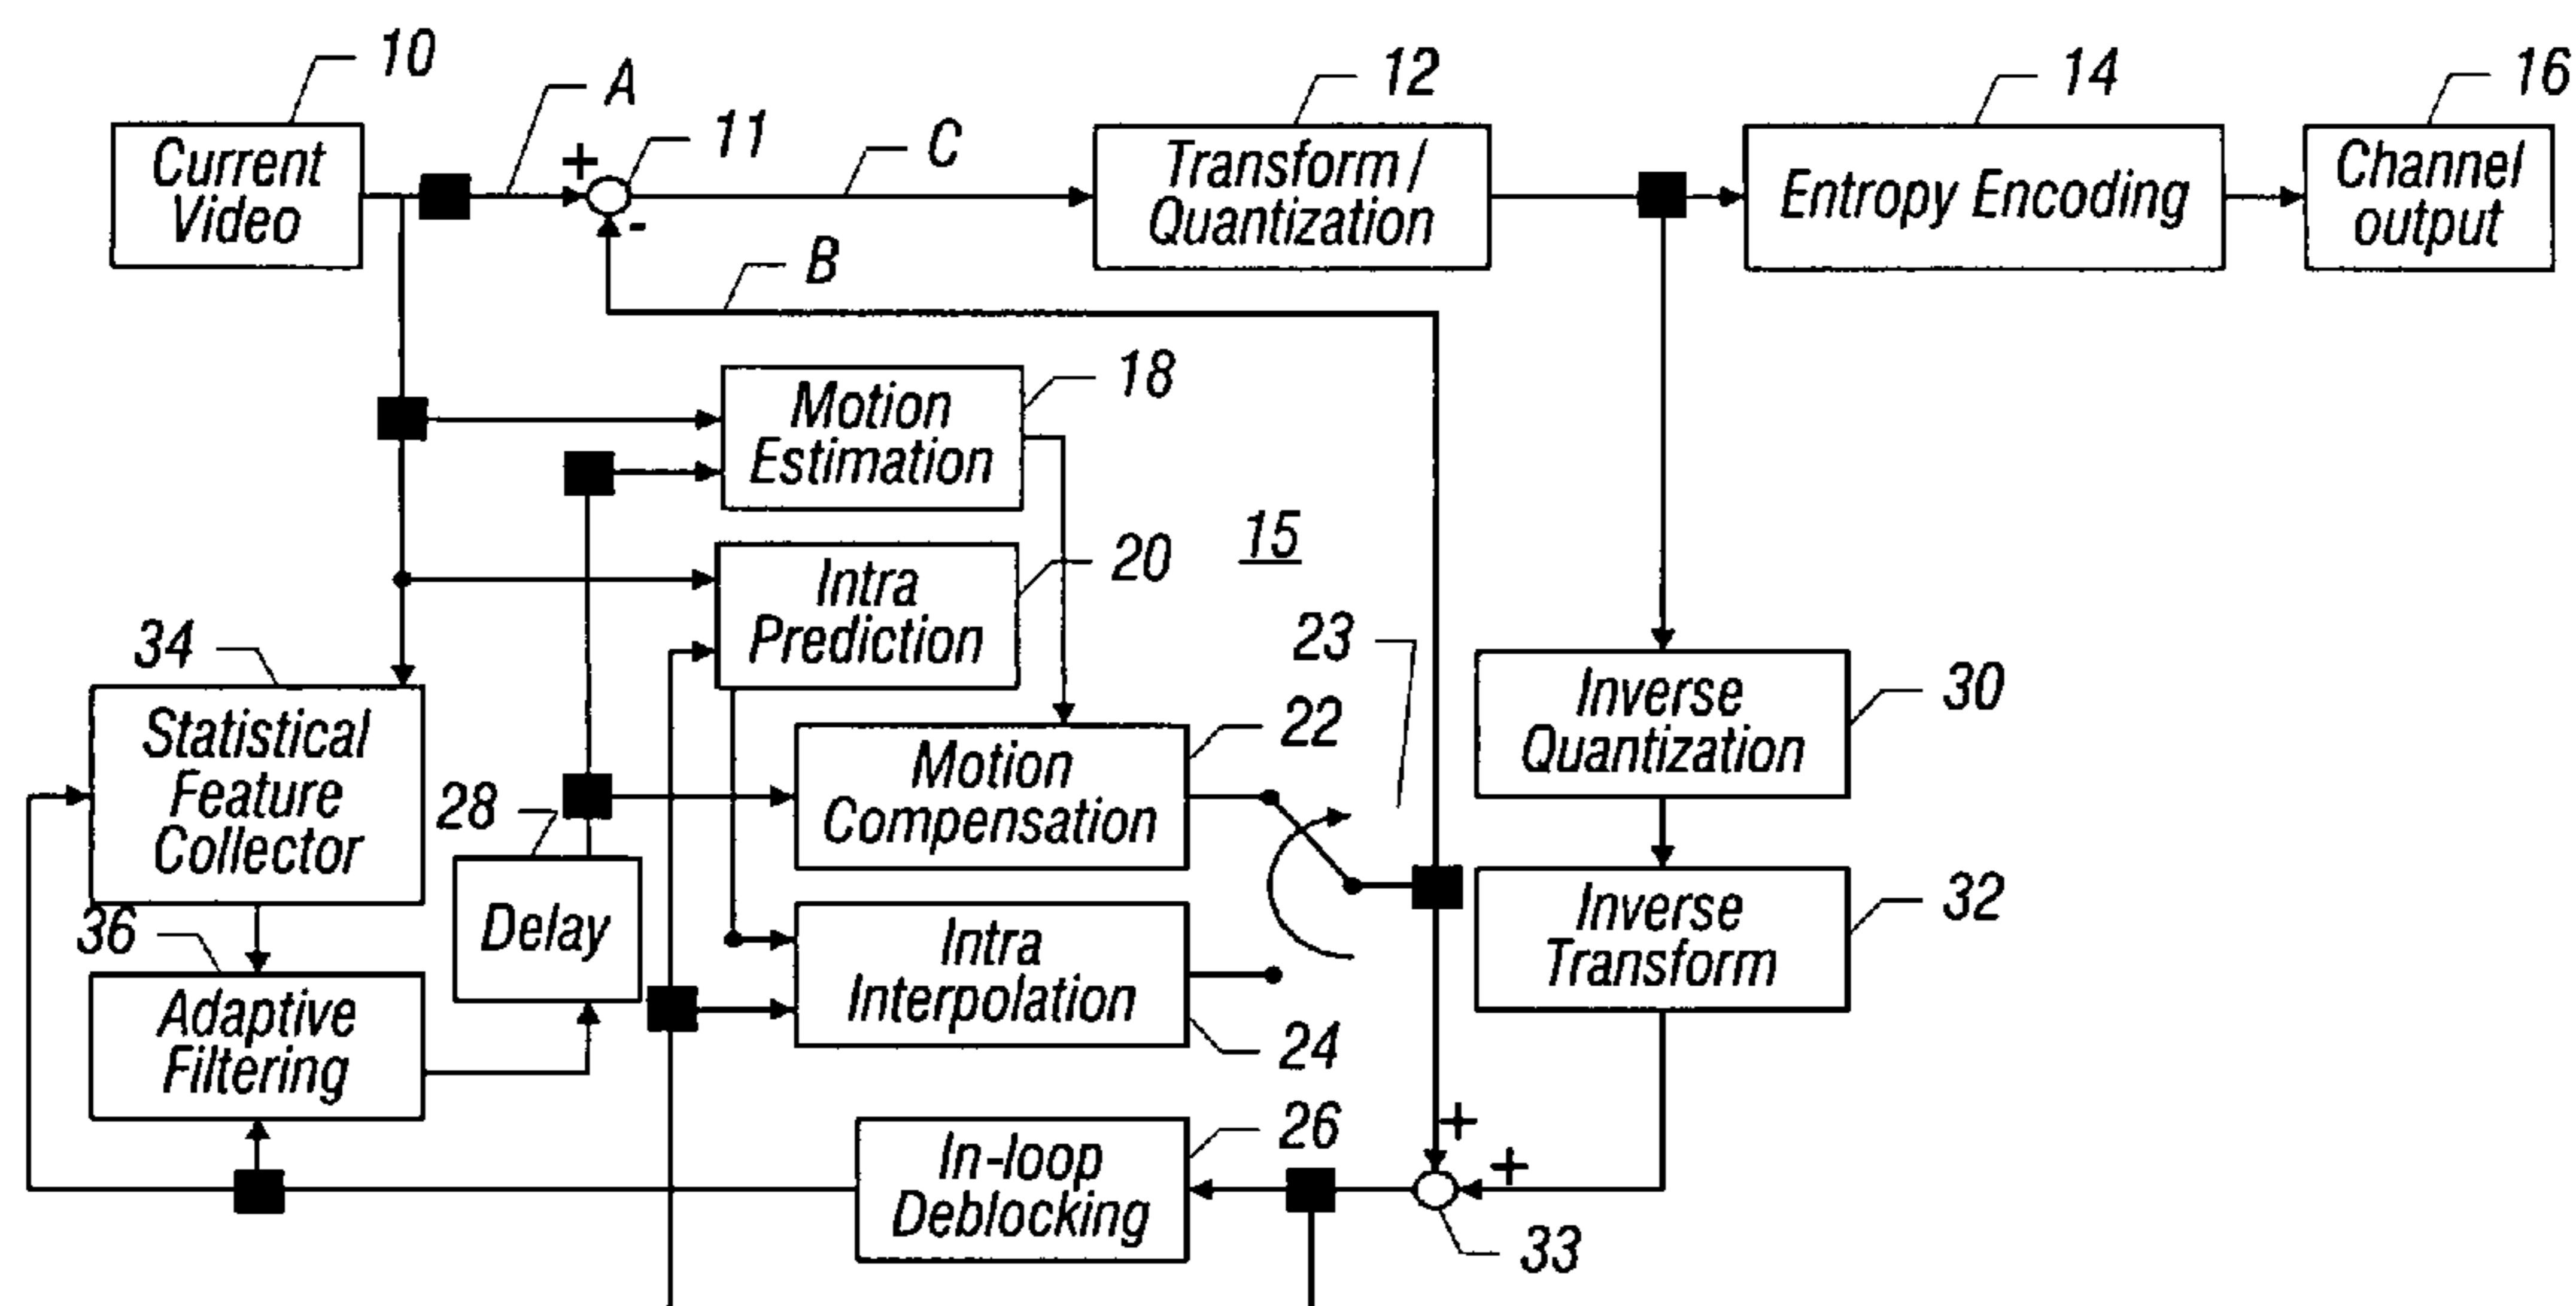 10
A
11
C
12
14
16
Current
Video
+
-
Transform/
Quantization
Entropy Encoding
Channel
output
B
18
Motion
Estimation
15
20
Intra
Prediction
23
34
Statistical
Feature
Collector
22
Motion
Compensation
30
Inverse
Quantization
28
Delay
36
Adaptive
Filtering
Intra
Interpolation
24
32
Inverse
Transform
26
In-loop
Deblocking
+
+
33